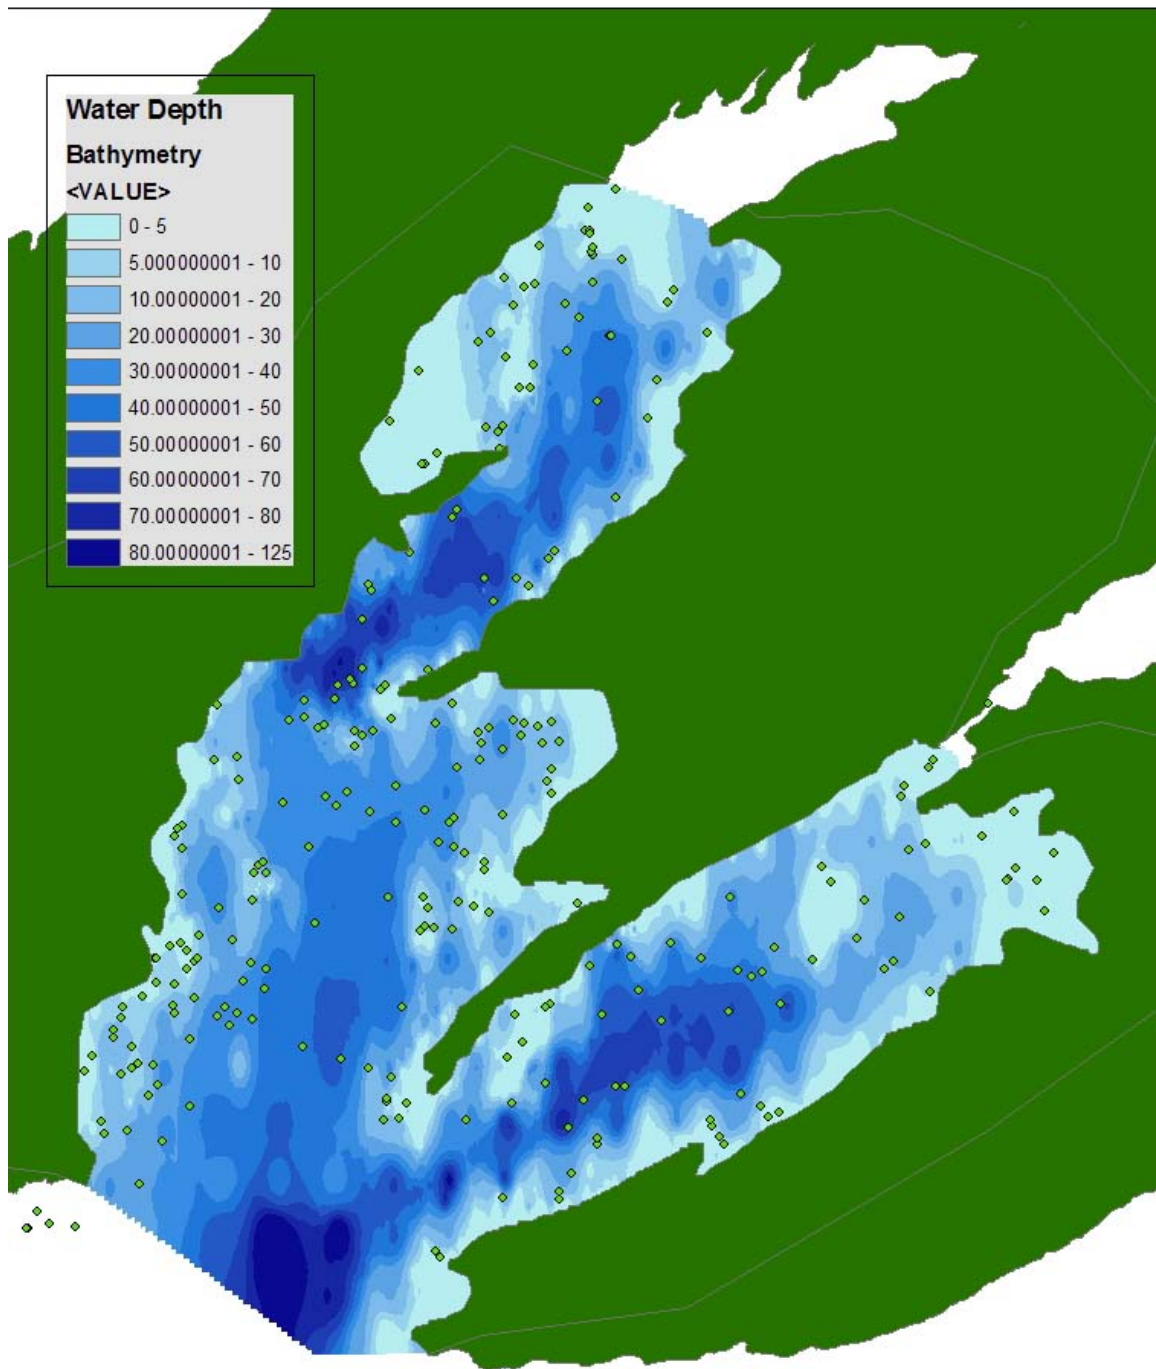 Water Depth
Bathymetry
<VALUE>
0 - 5
5.000000001 - 10
10.00000001 - 20
20.00000001 - 30
30.00000001 - 40
40.00000001 - 50
50.00000001 - 60
60.00000001 - 70
70.00000001 - 80
80.00000001 - 125